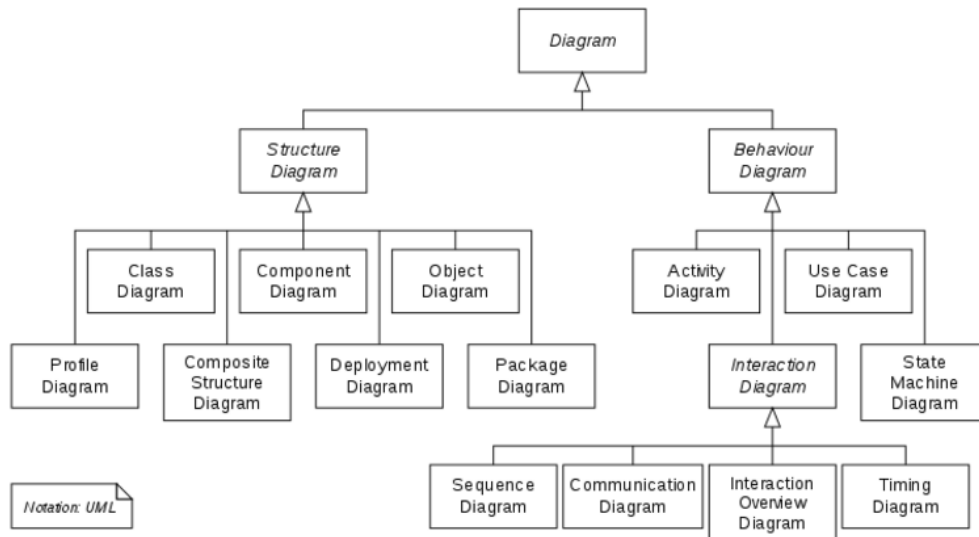 Diagram
Structure
Diagram
Behaviour
Diagram
Class
Diagram
Component
Diagram
Object
Diagram
Activity
Diagram
Use Case
Diagram
Profile
Diagram
Composite
Structure
Diagram
Deployment
Diagram
Package
Diagram
Interaction
Diagram
State
Machine
Diagram
Sequence
Diagram
Communication
Diagram
Interaction
Overview
Diagram
Timing
Diagram
Notation: UML